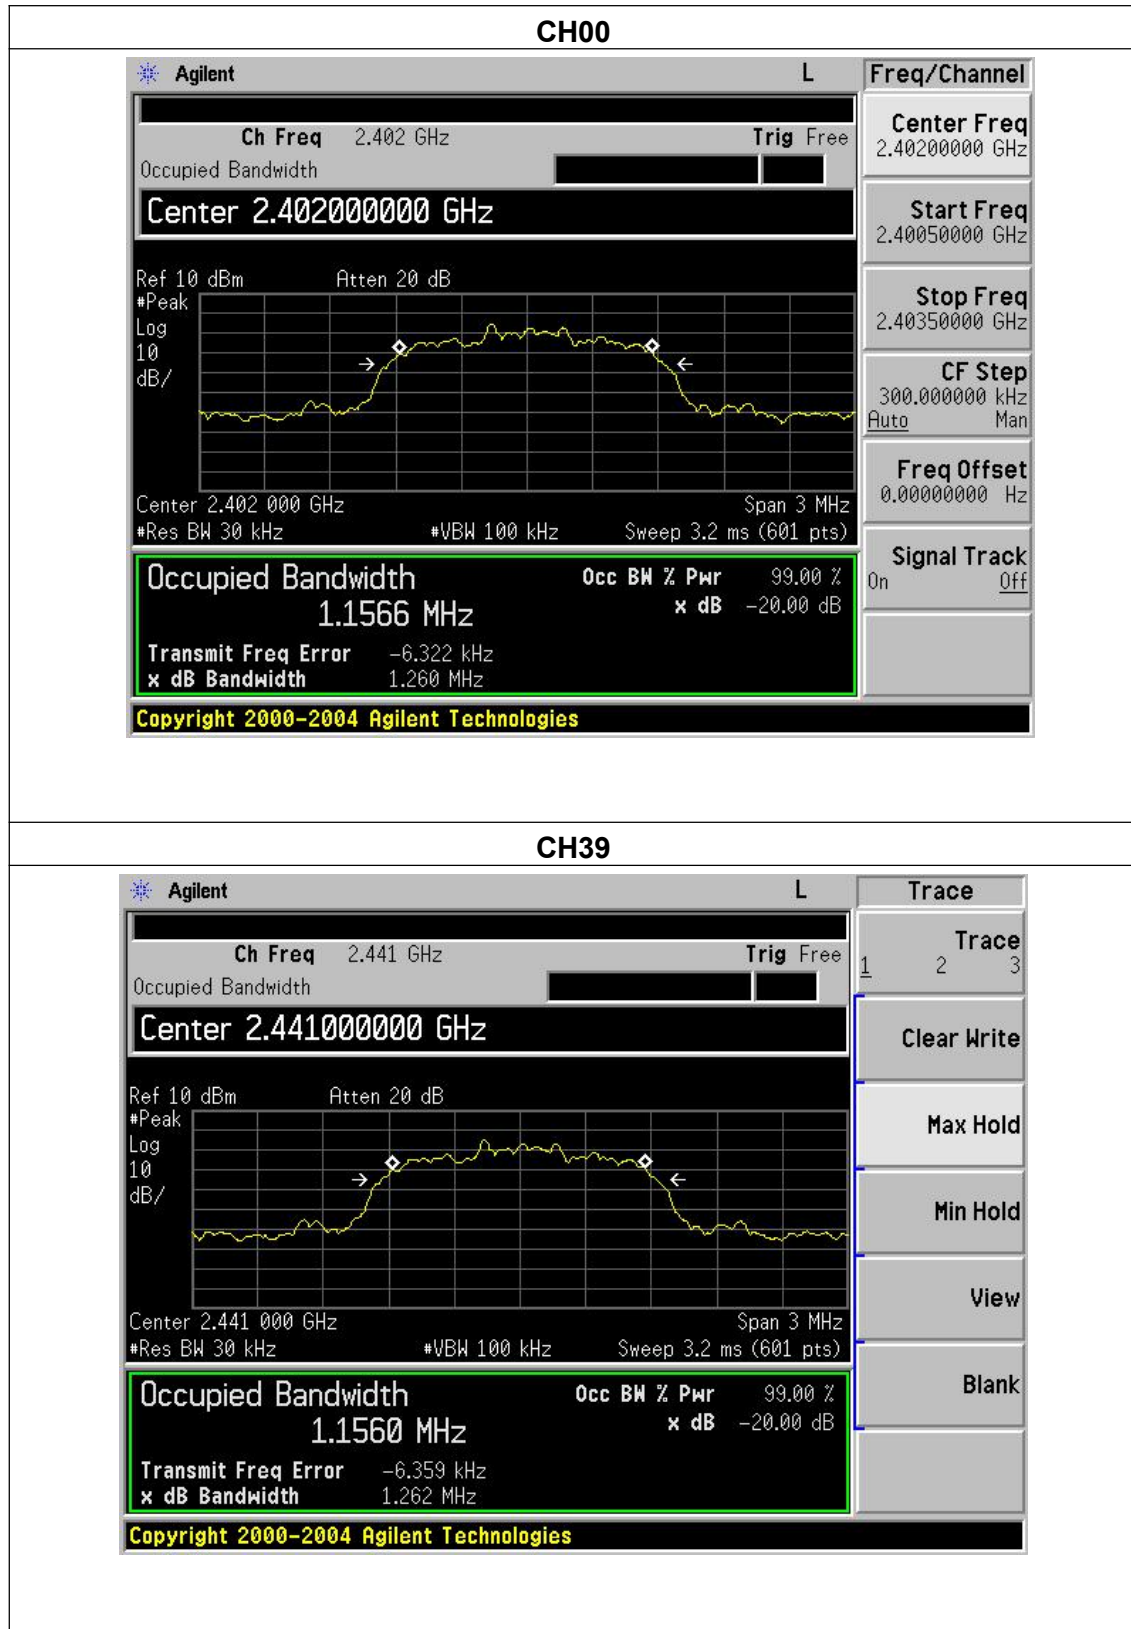 CH00
Agilent L Freq/Channel
Ch Freq 2.402 GHz Trig Free
Occupied Bandwidth
Center 2.402000000 GHz
Ref 10 dBm Atten 20 dB
#Peak
Log
10
dB/
Center 2.402 000 GHz Span 3 MHz
#Res BW 30 kHz #VBW 100 kHz Sweep 3.2 ms (601 pts)
Occupied Bandwidth Occ BW % Pwr 99.00 %
1.1566 MHz x dB -20.00 dB
Transmit Freq Error -6.322 kHz
x dB Bandwidth 1.260 MHz
Copyright 2000-2004 Agilent Technologies
Center Freq
2.40200000 GHz
Start Freq
2.40050000 GHz
Stop Freq
2.40350000 GHz
CF Step
300.000000 kHz
Auto Man
Freq Offset
0.00000000 Hz
Signal Track
On Off
CH39
Agilent L Trace
Ch Freq 2.441 GHz Trig Free
Occupied Bandwidth
Center 2.441000000 GHz
Ref 10 dBm Atten 20 dB
#Peak
Log
10
dB/
Center 2.441 000 GHz Span 3 MHz
#Res BW 30 kHz #VBW 100 kHz Sweep 3.2 ms (601 pts)
Occupied Bandwidth Occ BW % Pwr 99.00 %
1.1560 MHz x dB -20.00 dB
Transmit Freq Error -6.359 kHz
x dB Bandwidth 1.262 MHz
Copyright 2000-2004 Agilent Technologies
Trace
1 2 3
Clear Write
Max Hold
Min Hold
View
Blank